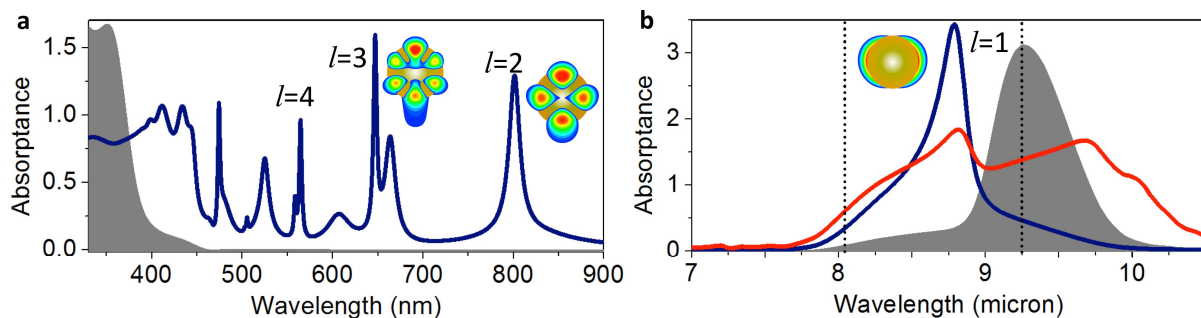 a
Absorptance
1.5
1.0
0.5
0.0
l=4
l=3
l=2
400 500 600 700 800 900
Wavelength (nm)
b
Absorptance
3
2
1
0
l=1
7 8 9 10
Wavelength (micron)